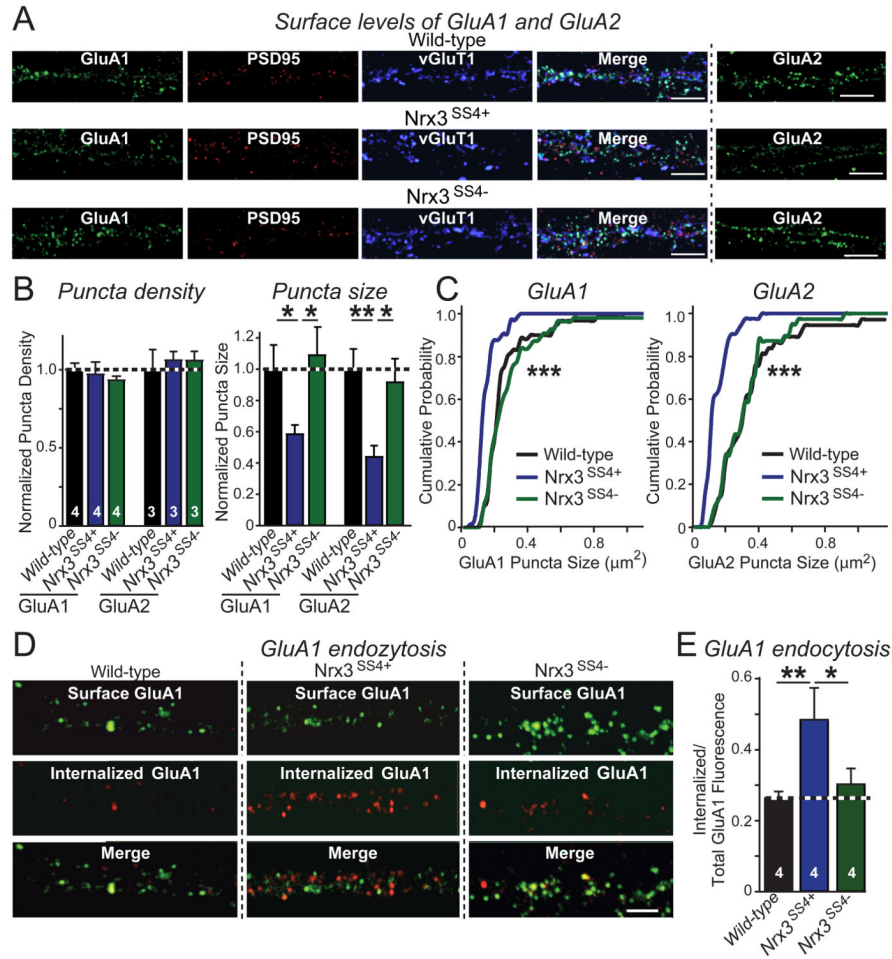 A
Surface levels of GluA1 and GluA2
Wild-type
GluA1 PSD95 vGluT1 Merge GluA2
Nrx3 SS4+
GluA1 PSD95 vGluT1 Merge GluA2
Nrx3 SS4-
GluA1 PSD95 vGluT1 Merge GluA2
B
Puncta density
Normalized Puncta Density
1.0
0.5
0
4 4 4 3 3 3
Wild-type
Nrx3 SS4+
Nrx3 SS4-
Wild-type
Nrx3 SS4+
Nrx3 SS4-
GluA1 GluA2
Puncta size
* * ** *
Normalized Puncta Size
1.2
1.0
0.8
0.6
0.4
0.2
0
Wild-type
Nrx3 SS4+
Nrx3 SS4-
Wild-type
Nrx3 SS4+
Nrx3 SS4-
GluA1 GluA2
C
GluA1
Cumulative Probability
1.0
0.8
0.6
0.4
0.2
0
***
Wild-type
Nrx3 SS4+
Nrx3 SS4-
0 0.4 0.8
GluA1 Puncta Size (µm²)
GluA2
Cumulative Probability
1.0
0.8
0.6
0.4
0.2
0
***
Wild-type
Nrx3 SS4+
Nrx3 SS4-
0 0.4 0.8
GluA2 Puncta Size (µm²)
D
GluA1 endozytosis
Wild-type Nrx3 SS4+ Nrx3 SS4-
Surface GluA1 Surface GluA1 Surface GluA1
Internalized GluA1 Internalized GluA1 Internalized GluA1
Merge Merge Merge
E
GluA1 endocytosis
** *
Internalized/
Total GluA1 Fluorescence
0.6
0.4
0.2
0
4 4 4
Wild-type
Nrx3 SS4+
Nrx3 SS4-